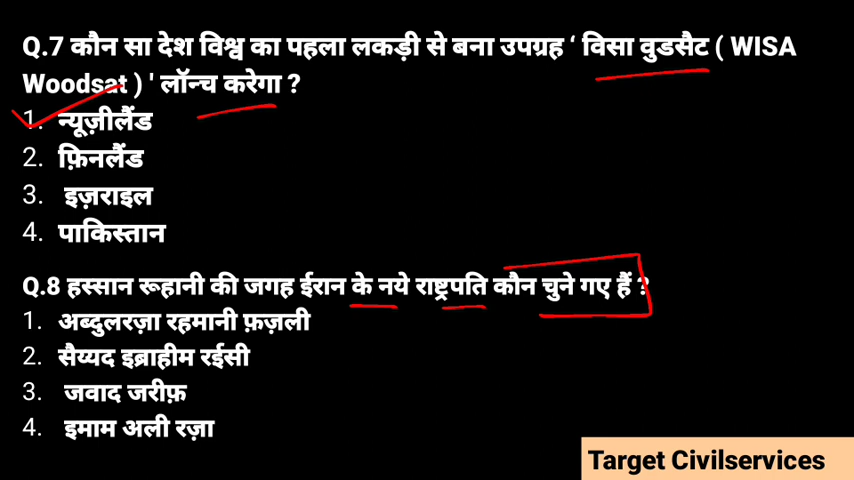 Q.7 कौन सा देश विश्व का पहला लकड़ी से बना उपग्रह ‘ विसा वुडसैट ( WISA
Woodsat ) ' लॉन्च करेगा ?
1. न्यूज़ीलैंड
2. फ़िनलैंड
3. इज़राइल
4. पाकिस्तान
Q.8 हस्सान रूहानी की जगह ईरान के नये राष्ट्रपति कौन चुने गए हैं ?
1. अब्दुलरज़ा रहमानी फ़ज़ली
2. सैय्यद इब्राहीम रईसी
3. जवाद जरीफ़
4. इमाम अली रज़ा
Target Civilservices